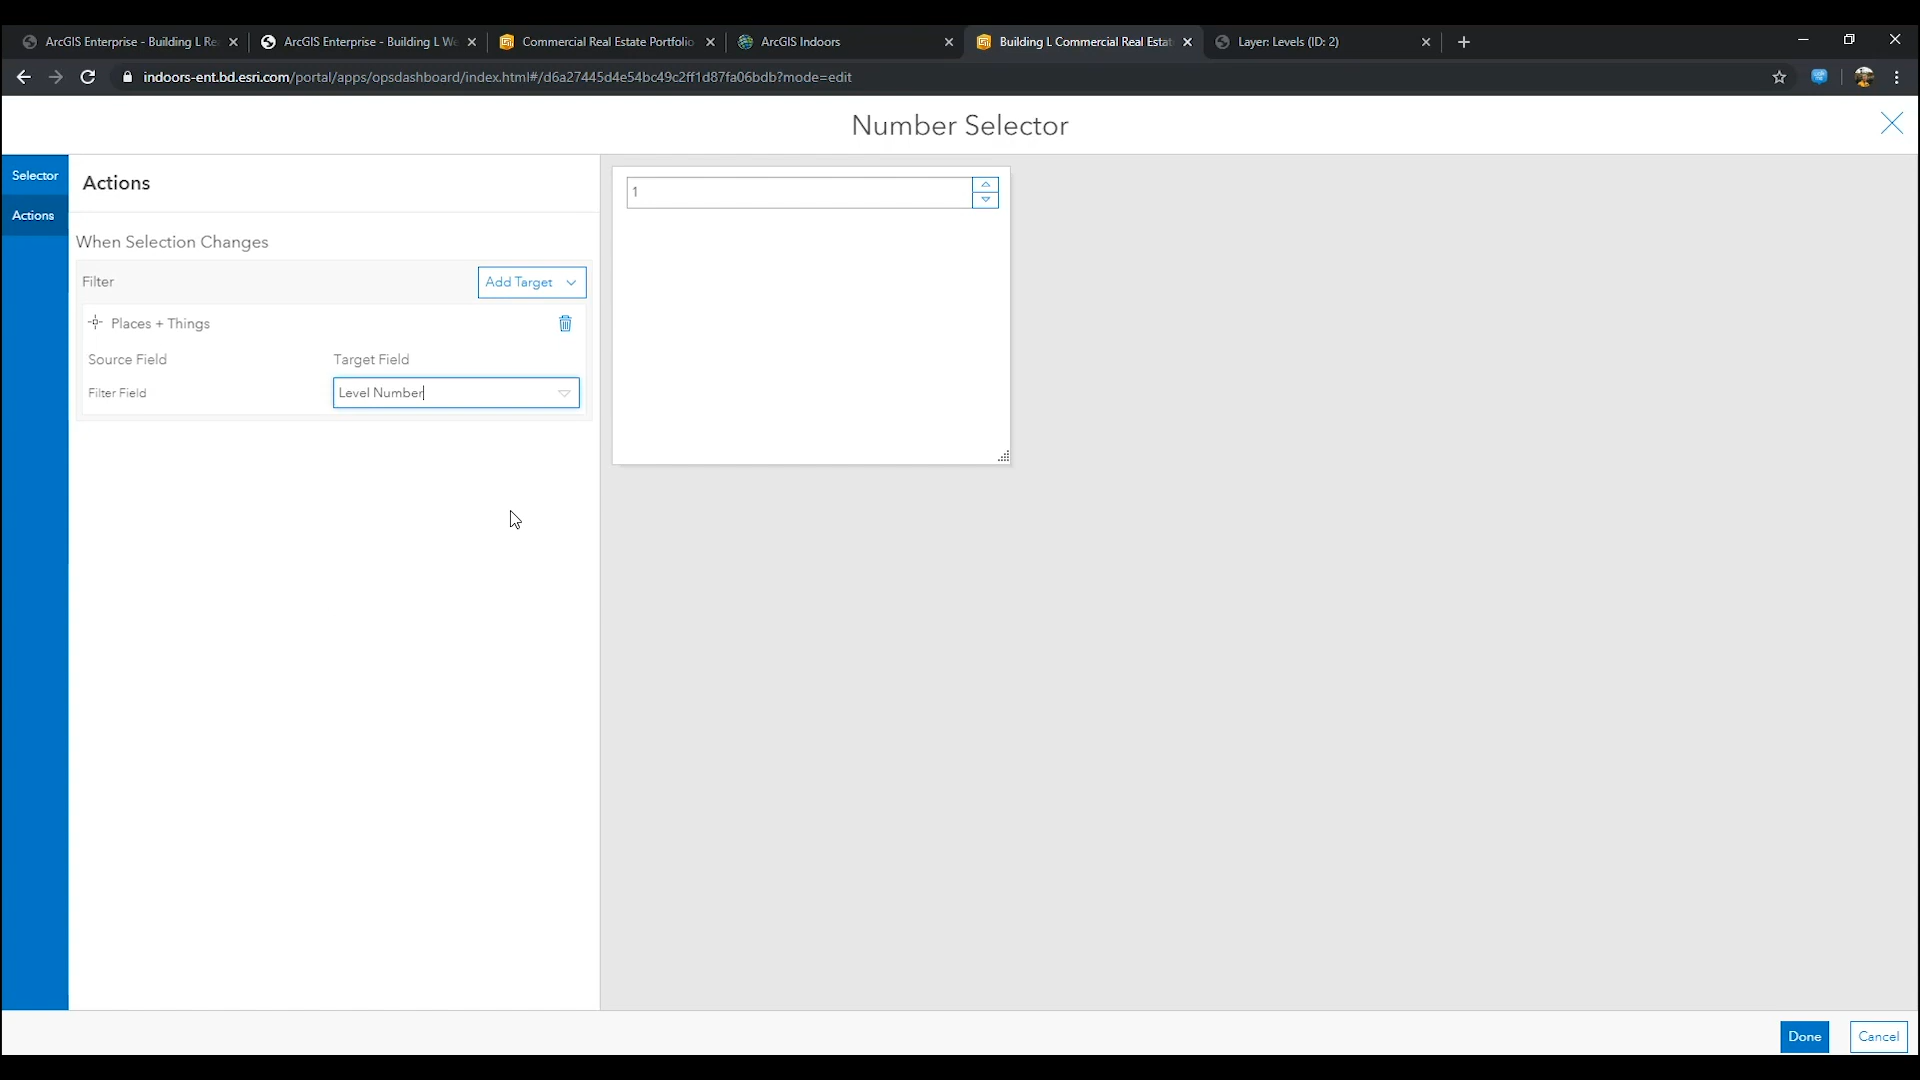 ArcGIS Enterprise - Building L Re
ArcGIS Enterprise - Building L We
Commercial Real Estate Portfolio
ArcGIS Indoors
Building L Commercial Real Estat
Layer: Levels (ID: 2)
indoors-ent.bd.esri.com/portal/apps/opsdashboard/index.html#/d6a27445d4e54bc49c2ff1d87fa06bdb?mode=edit
Number Selector
Selector
Actions
Actions
When Selection Changes
Filter
Add Target
Places + Things
Source Field
Target Field
Filter Field
Level Number
1
Done
Cancel